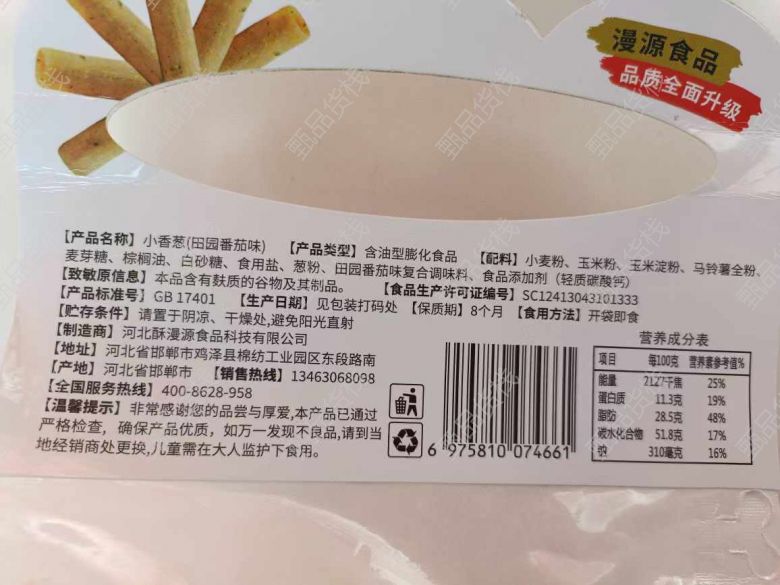 漫源食品
品质全面升级
【产品名称】 小香葱(田园番茄味) 【产品类型】 含油型膨化食品 【配料】 小麦粉、玉米粉、玉米淀粉、马铃薯全粉、
麦芽糖、棕榈油、白砂糖、食用盐、葱粉、田园番茄味复合调味料、食品添加剂（轻质碳酸钙）
【致敏原信息】本品含有麸质的谷物及其制品。 【食品生产许可证编号】SC12413043101333
【产品标准号】GB 17401 【生产日期】见包装打码处 【保质期】8个月 【食用方法】开袋即食
【贮存条件】请置于阴凉、干燥处,避免阳光直射
【制造商】河北酥漫源食品科技有限公司
【地址】河北省邯郸市鸡泽县棉纺工业园区东段路南
【产地】河北省邯郸市 【销售热线】13463068098
【全国服务热线】400-8628-958
【温馨提示】非常感谢您的品尝与厚爱,本产品已通过
严格检查，确保产品优质，如万一发现不良品,请到当
地经销商处更换,儿童需在大人监护下食用。
6 975810 074661
营养成分表
项目 每100克 营养素参考值%
能量 2127千焦 25%
蛋白质 11.3克 19%
脂肪 28.5克 48%
碳水化合物 51.8克 17%
钠 310毫克 16%
甄品货栈